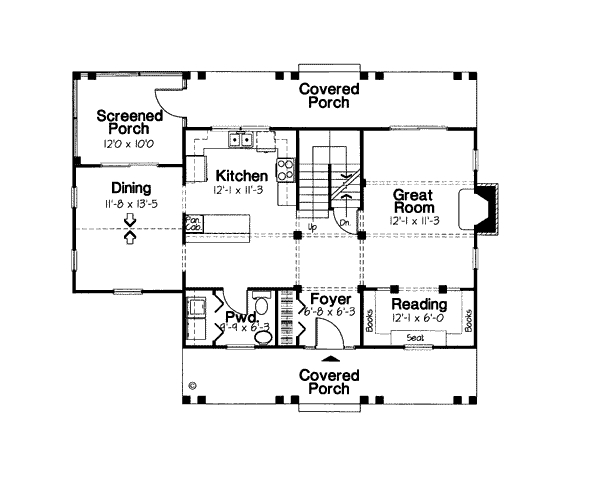 Covered
Porch
Screened
Porch
12'0 x 10'0
Kitchen
12'-1 x 11'-3
Dining
11'-8 x 13'-5
Great
Room
12'-1 x 11'-3
Pan.
Cab.
Up
Dn.
Foyer
6'-8 x 6'-3
Reading
12'-1 x 6'-0
Books
Books
Seat
Pwd.
9'-9 x 6'-3
©
Covered
Porch